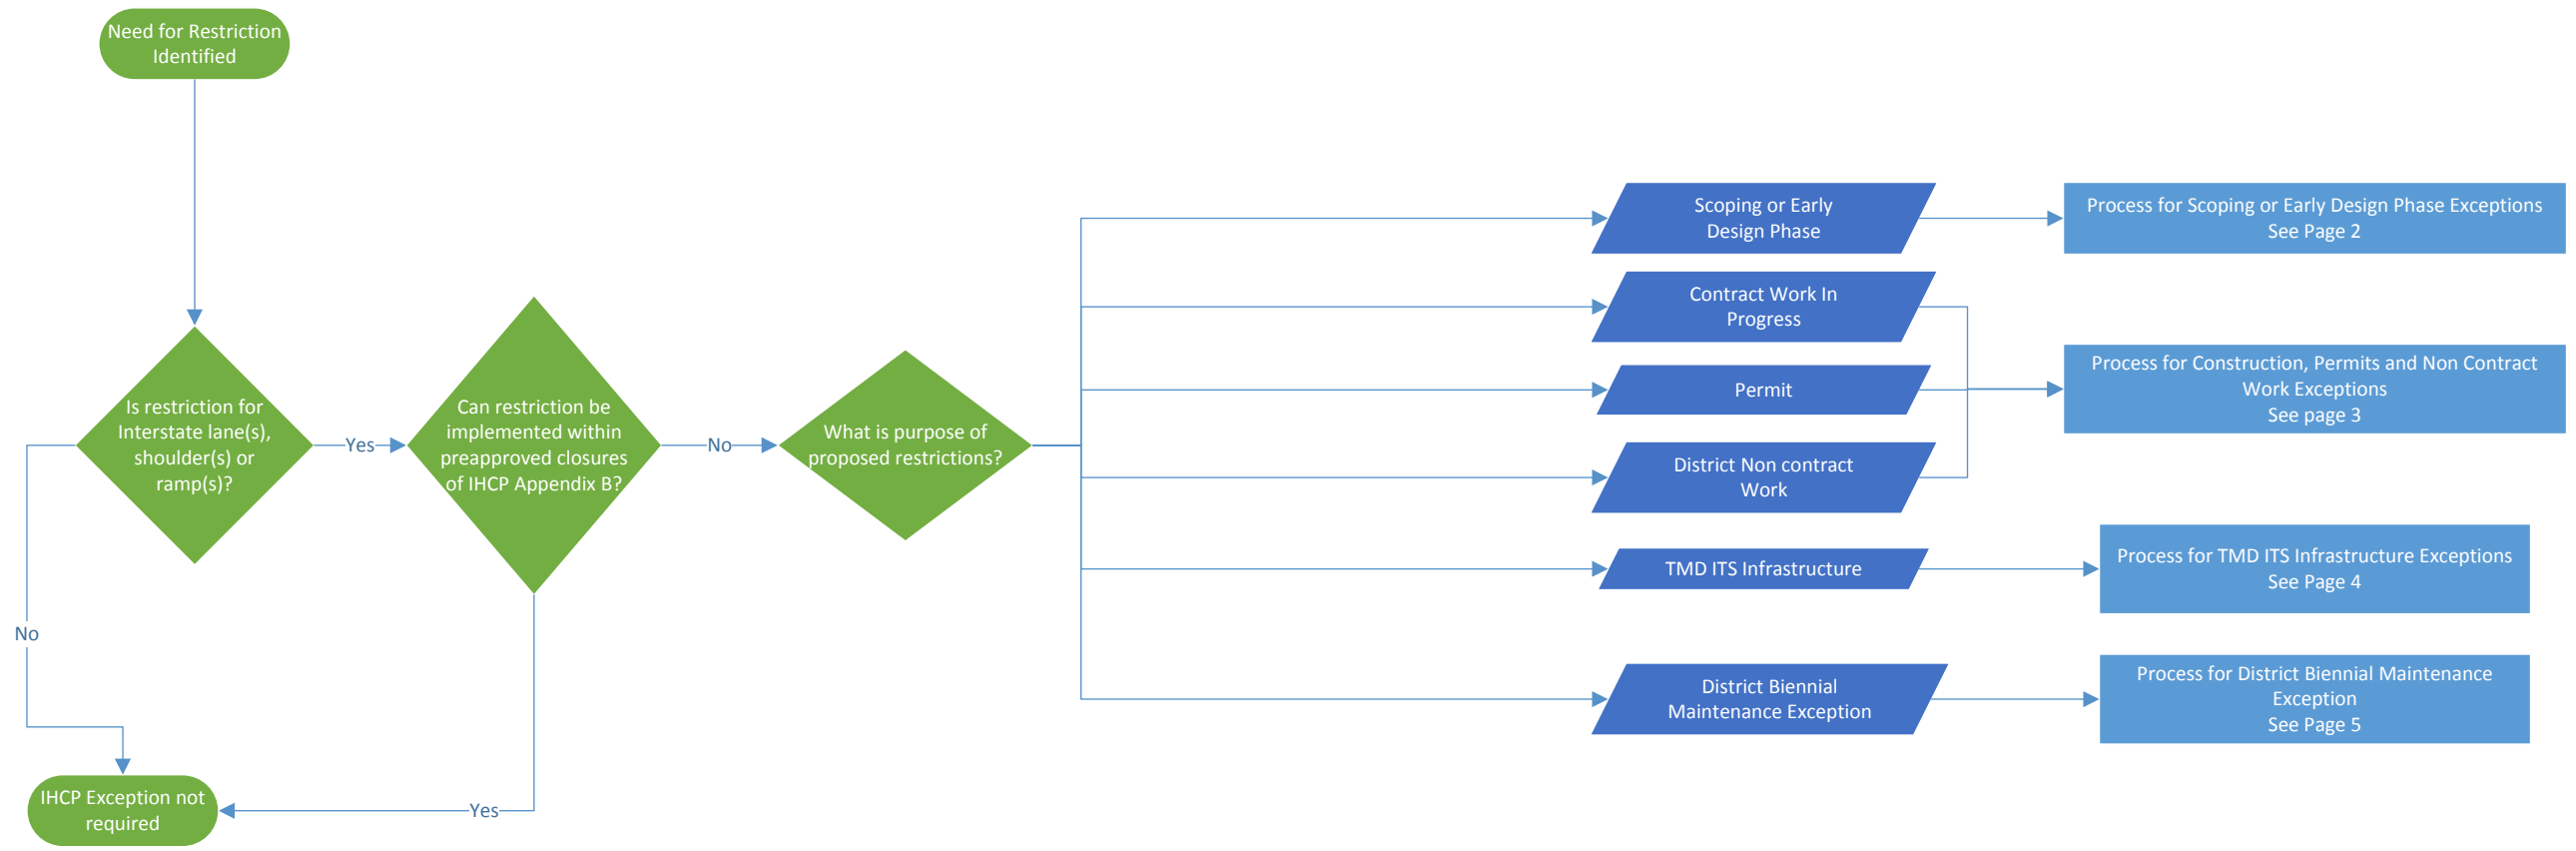 Need for Restriction
Identified
Is restriction for
Interstate lane(s),
shoulder(s) or
ramp(s)?
Yes
No
Can restriction be
implemented within
preapproved closures
of IHCP Appendix B?
No
Yes
IHCP Exception not
required
What is purpose of
proposed restrictions?
Scoping or Early
Design Phase
Process for Scoping or Early Design Phase Exceptions
See Page 2
Contract Work In
Progress
Permit
District Non contract
Work
Process for Construction, Permits and Non Contract
Work Exceptions
See page 3
TMD ITS Infrastructure
Process for TMD ITS Infrastructure Exceptions
See Page 4
District Biennial
Maintenance Exception
Process for District Biennial Maintenance
Exception
See Page 5